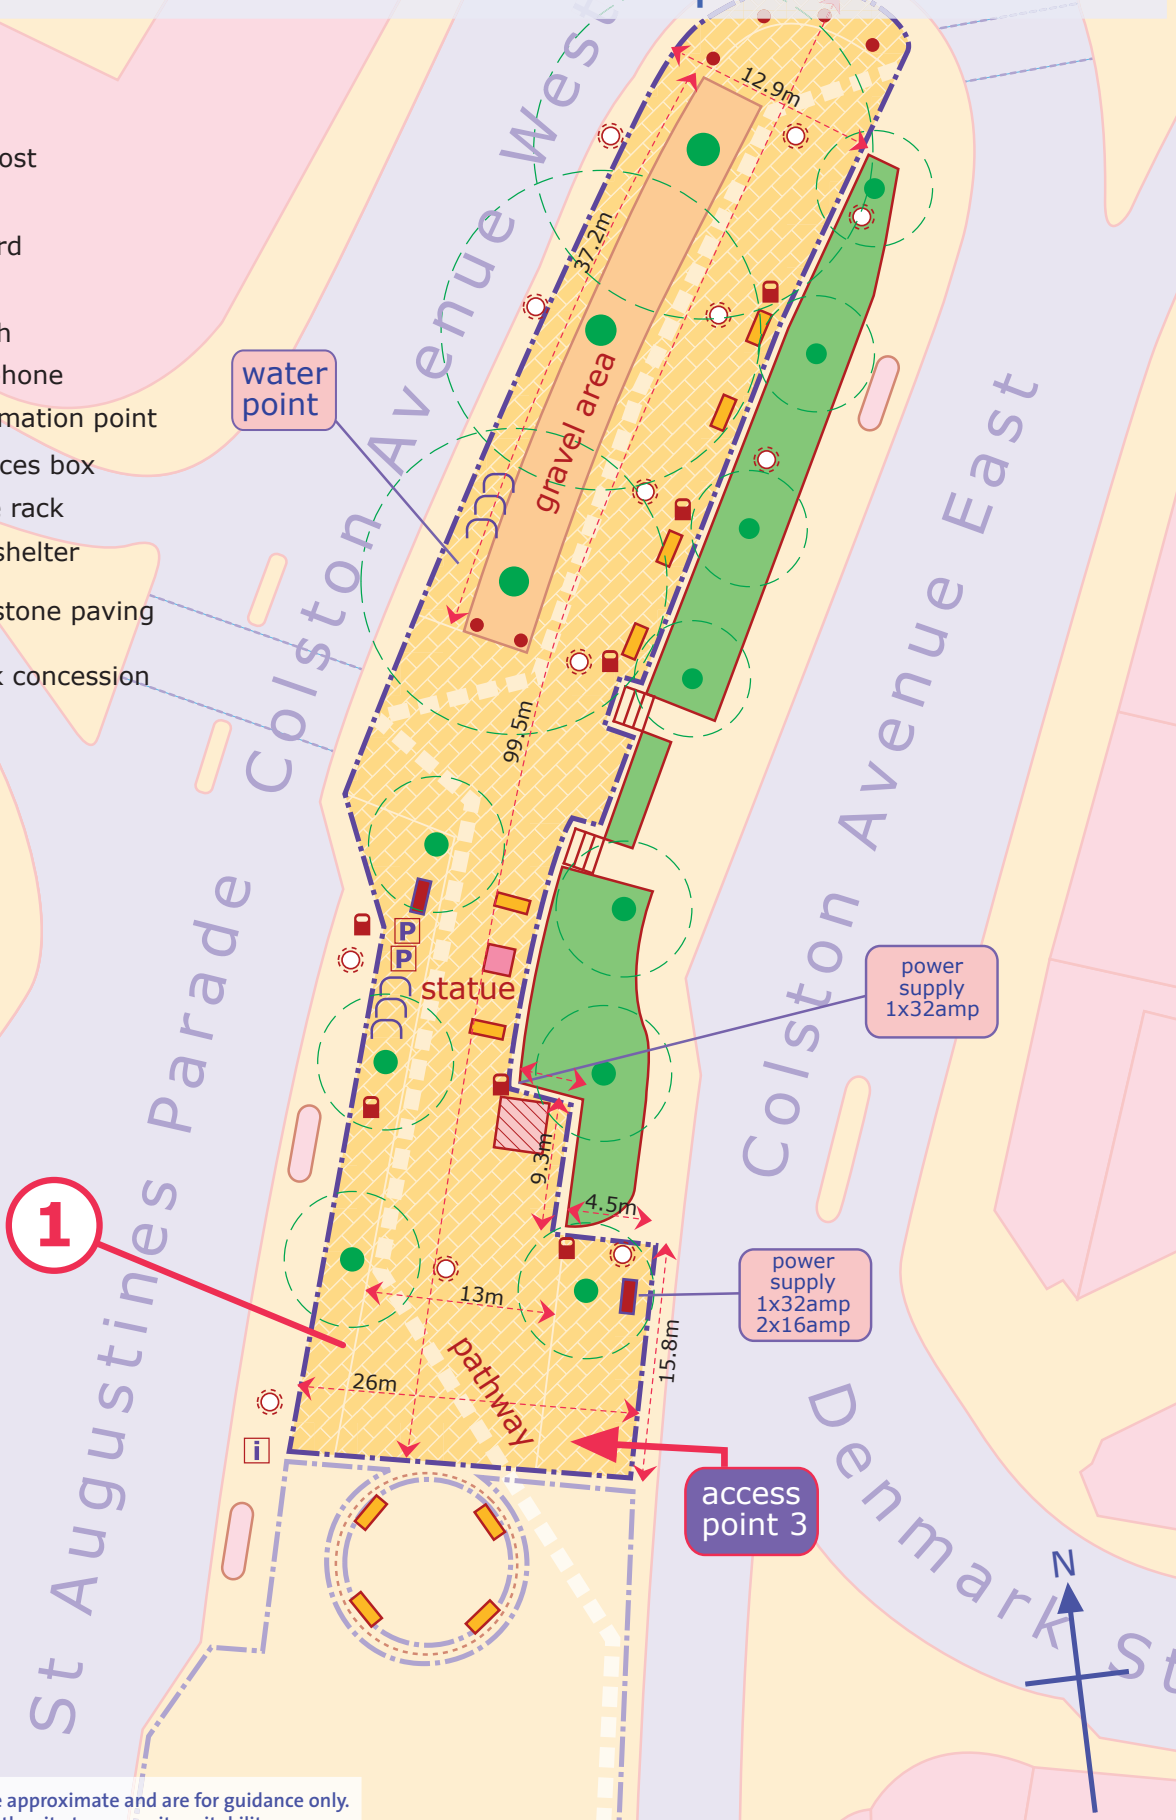 ost
rd
h
hone
mation point
ces box
rack
shelter
stone paving
concession
12.9m
37.2m
gravel area
water
point
Colston Avenue West
Colston Avenue East
99.5m
P
P
statue
power
supply
1x32amp
9.3m
4.5m
1
power
supply
1x32amp
2x16amp
13m
15.8m
26m
pathway
i
access
point 3
St Augustines Parade
Denmark St
N
approximate and are for guidance only.